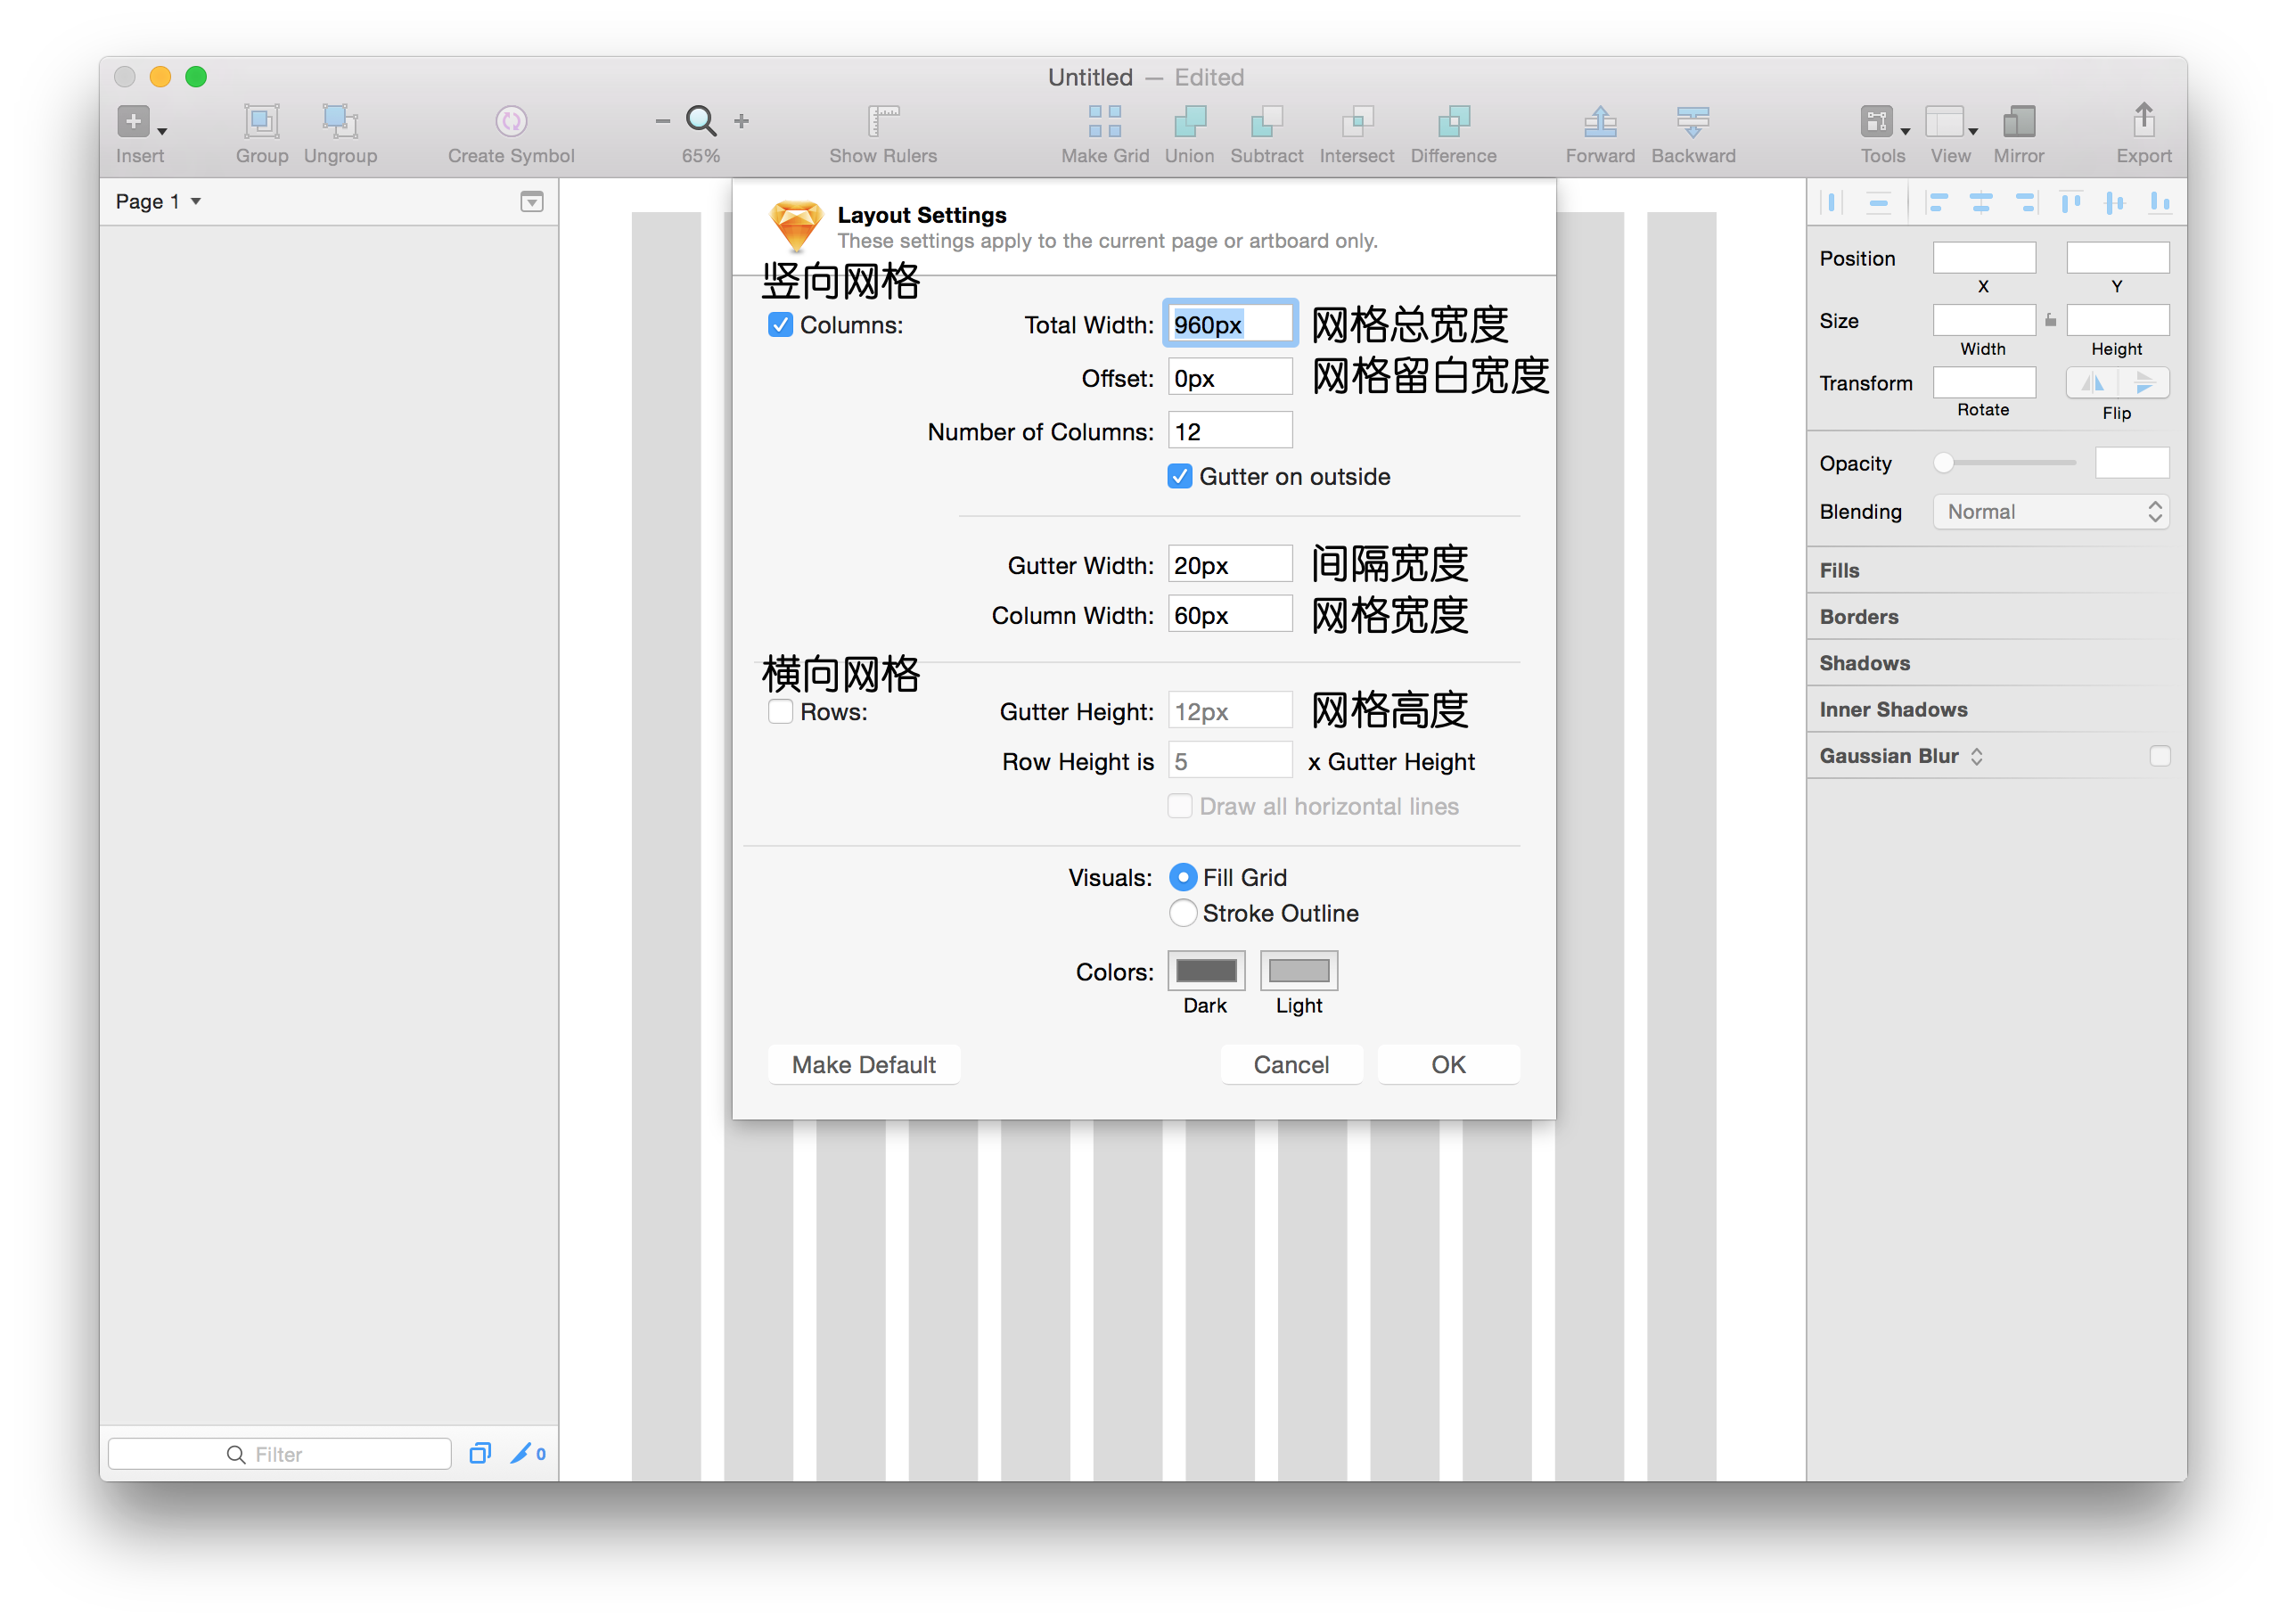 Untitled — Edited
Insert Group Ungroup Create Symbol 65% Show Rulers Make Grid Union Subtract Intersect Difference Forward Backward Tools View Mirror Export
Page 1
Layout Settings
These settings apply to the current page or artboard only.
竖向网格
Columns: Total Width: 960px 网格总宽度
Offset: 0px 网格留白宽度
Number of Columns: 12
Gutter on outside
Gutter Width: 20px 间隔宽度
Column Width: 60px 网格宽度
横向网格
Rows: Gutter Height: 12px 网格高度
Row Height is 5 x Gutter Height
Draw all horizontal lines
Visuals: Fill Grid
Stroke Outline
Colors:
Dark Light
Make Default Cancel OK
Position
X Y
Size
Width Height
Transform
Rotate Flip
Opacity
Blending Normal
Fills
Borders
Shadows
Inner Shadows
Gaussian Blur
Filter 0